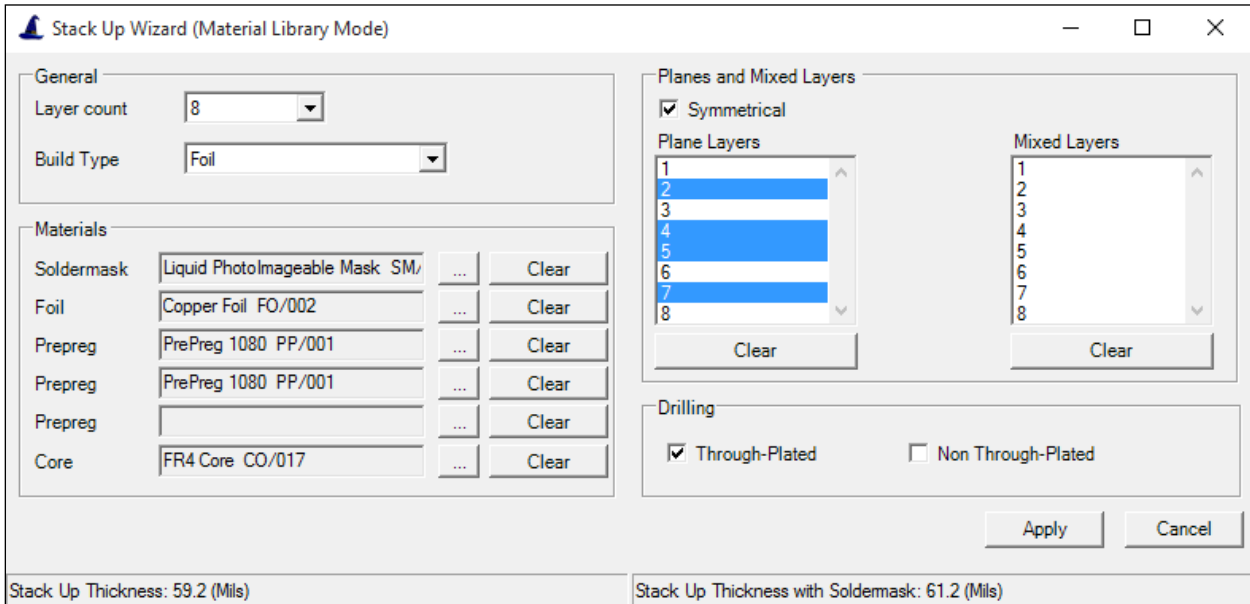 Stack Up Wizard (Material Library Mode)
General
Layer count 8
Build Type Foil
Materials
Soldermask Liquid PhotoImageable Mask SM/ ... Clear
Foil Copper Foil FO/002 ... Clear
Prepreg PrePreg 1080 PP/001 ... Clear
Prepreg PrePreg 1080 PP/001 ... Clear
Prepreg ... Clear
Core FR4 Core CO/017 ... Clear
Planes and Mixed Layers
Symmetrical
Plane Layers
1
2
3
4
5
6
7
8
Clear
Mixed Layers
1
2
3
4
5
6
7
8
Clear
Drilling
Through-Plated Non Through-Plated
Apply Cancel
Stack Up Thickness: 59.2 (Mils)
Stack Up Thickness with Soldermask: 61.2 (Mils)